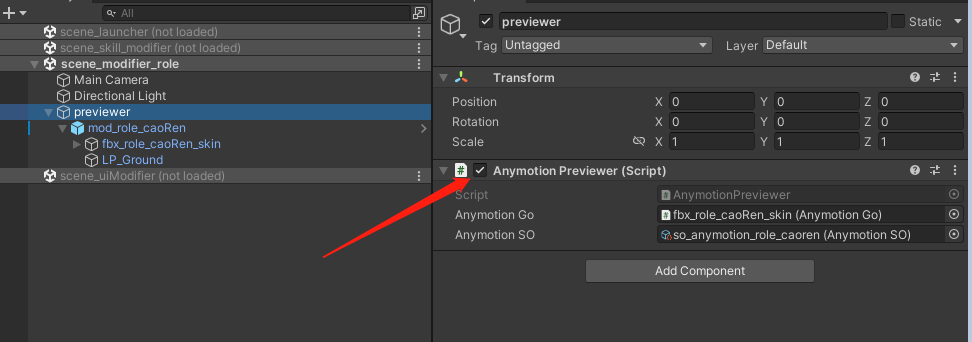 All
scene_launcher (not loaded)
scene_skill_modifier (not loaded)
scene_modifier_role
Main Camera
Directional Light
previewer
mod_role_caoRen
fbx_role_caoRen_skin
LP_Ground
scene_uiModifier (not loaded)
previewer Static
Tag Untagged Layer Default
Transform
Position X 0 Y 0 Z 0
Rotation X 0 Y 0 Z 0
Scale X 1 Y 1 Z 1
# Anymotion Previewer (Script)
Script # AnymotionPreviewer
Anymotion Go # fbx_role_caoRen_skin (Anymotion Go)
Anymotion SO so_anymotion_role_caoren (Anymotion SO)
Add Component